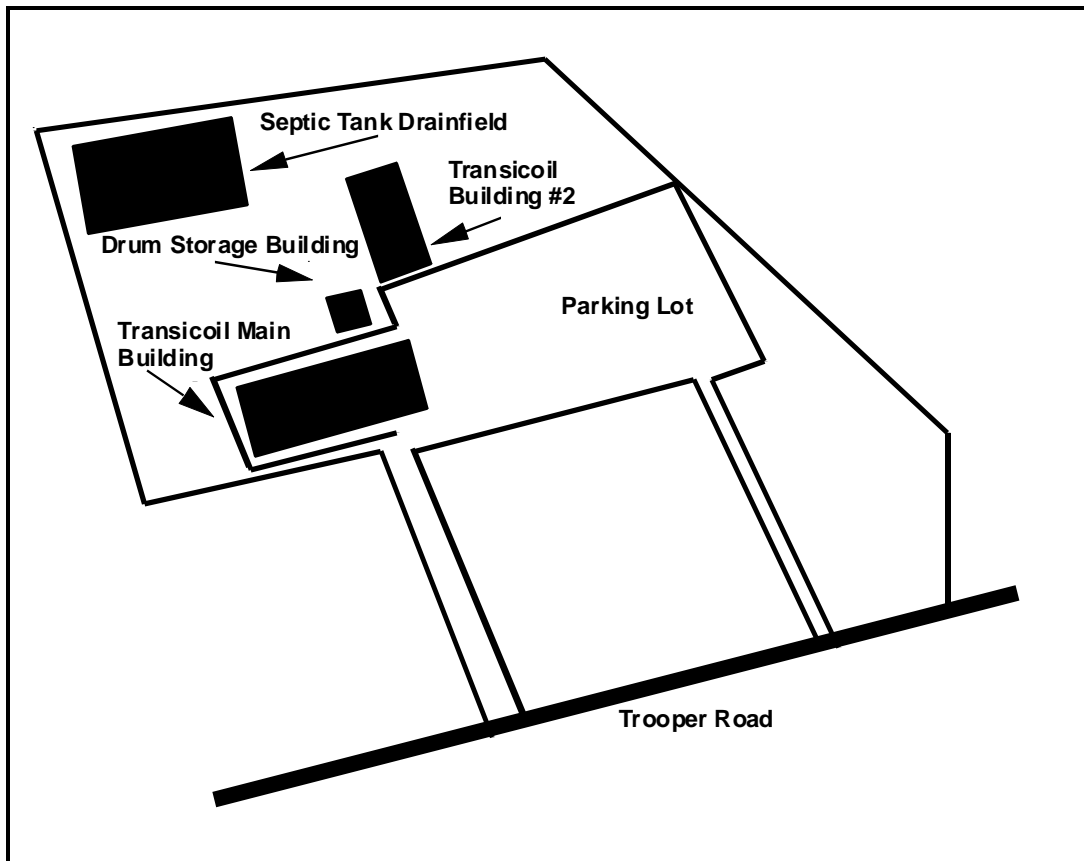 Septic Tank Drainfield
Transicoil
Building #2
Drum Storage Building
Parking Lot
Transicoil Main
Building
Trooper Road